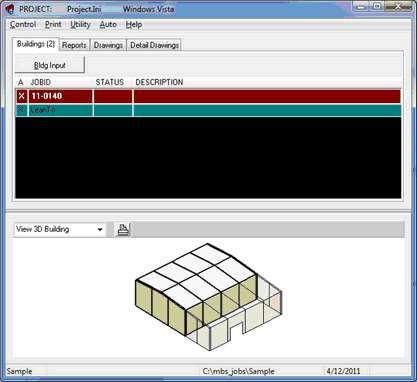 PROJECT: Project.Ini Windows Vista
Control Print Utility Auto Help
Buildings (2) Reports Drawings Detail Drawings
Bldg Input
A JOBID STATUS DESCRIPTION
X 11-0140
X LeanTo
View 3D Building
Sample C:\mbs_jobs\Sample 4/12/2011